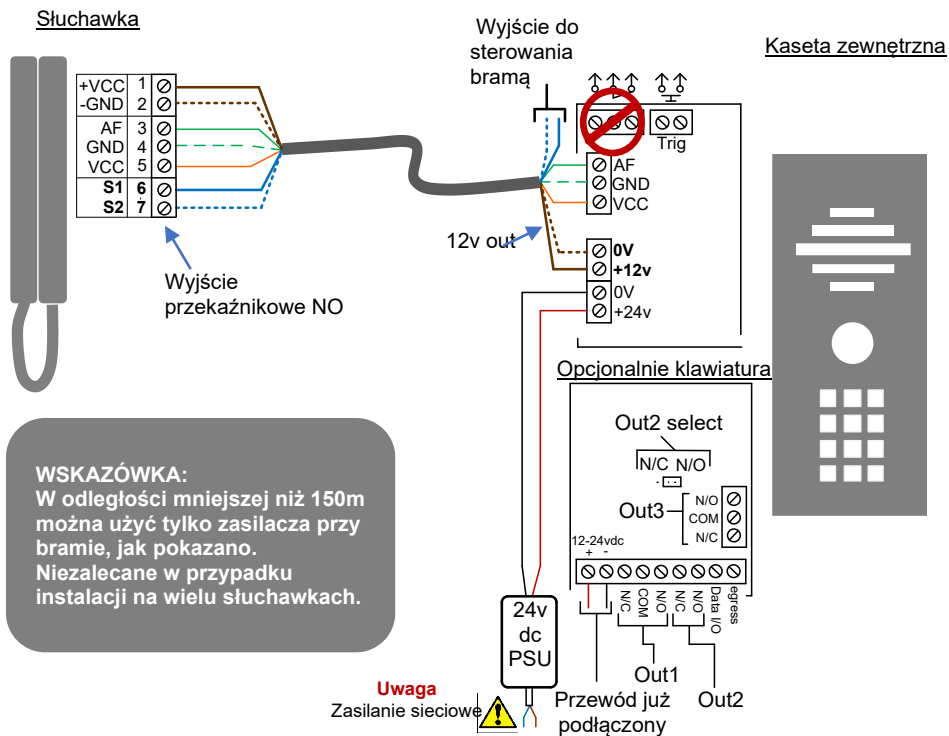 Słuchawka
Wyjście do
sterowania
bramą
Kaseta zewnętrzna
+VCC 1
-GND 2
AF 3
GND 4
VCC 5
S1 6
S2 7
Trig
AF
GND
VCC
12v out
0V
+12v
0V
+24v
Wyjście
przekaźnikowe NO
Opcjonalnie klawiatura
Out2 select
N/C N/O
Out3
N/O
COM
N/C
12-24vdc
+ -
N/C
COM
N/O
N/C
N/O
Data I/O
egress
WSKAZÓWKA:
W odległości mniejszej niż 150m
można użyć tylko zasilacza przy
bramie, jak pokazano.
Niezalecane w przypadku
instalacji na wielu słuchawkach.
24v
dc
PSU
Out1
Out2
Przewód już
podłączony
Uwaga
Zasilanie sieciowe